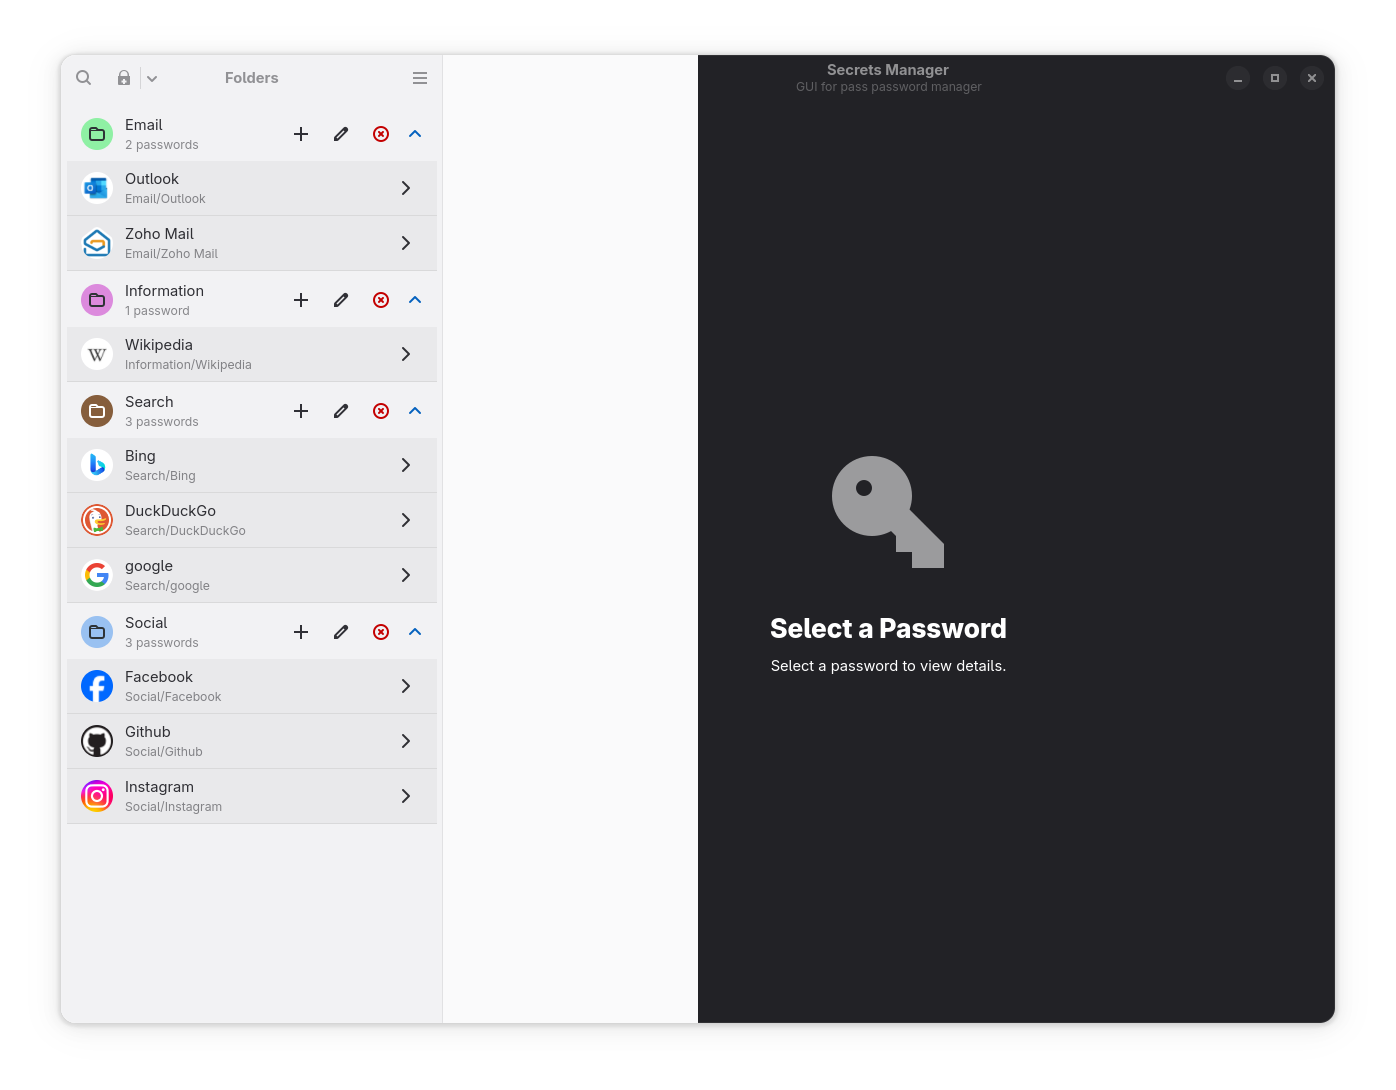 Folders
Secrets Manager
GUI for pass password manager
Email
2 passwords
Outlook
Email/Outlook
Zoho Mail
Email/Zoho Mail
Information
1 password
Wikipedia
Information/Wikipedia
Search
3 passwords
Bing
Search/Bing
DuckDuckGo
Search/DuckDuckGo
google
Search/google
Social
3 passwords
Facebook
Social/Facebook
Github
Social/Github
Instagram
Social/Instagram
Select a Password
Select a password to view details.